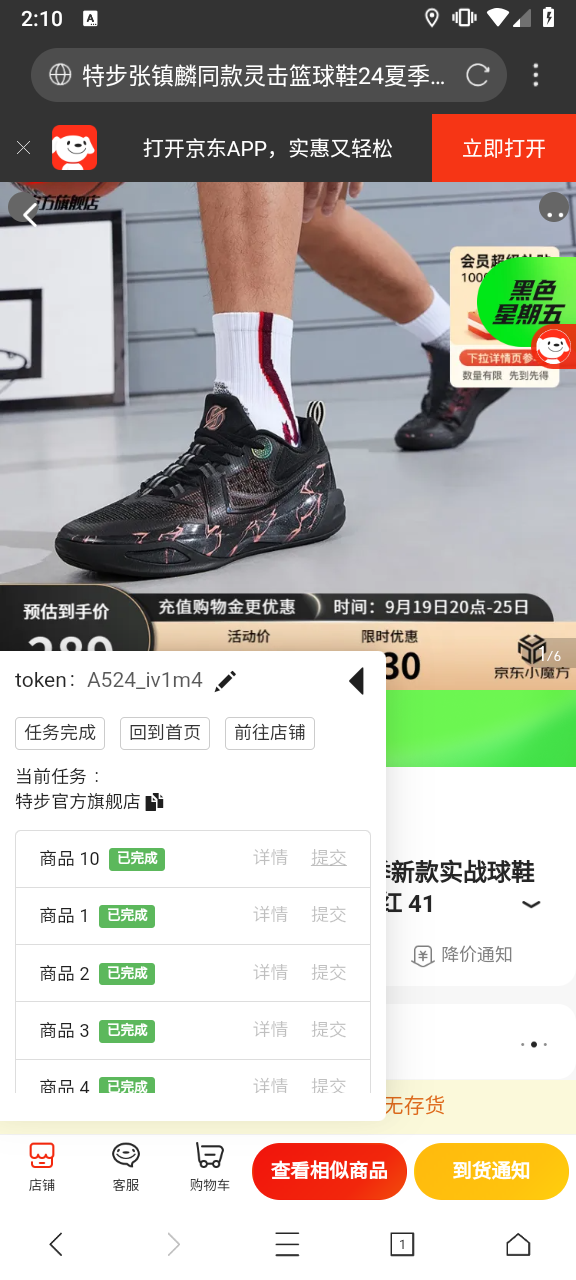 2:10
A
特步张镇麟同款灵击篮球鞋24夏季...
打开京东APP，实惠又轻松
立即打开
官方旗舰店
黑色
星期五
下拉详情页参
数量有限 先到先得
预估到手价
充值购物金更优惠
时间：9月19日20点-25日
活动价
限时优惠
30
京东小魔方
1/6
token: A524_iv1m4
任务完成 回到首页 前往店铺
当前任务：
特步官方旗舰店
商品 10 已完成 详情 提交
商品 1 已完成 详情 提交
商品 2 已完成 详情 提交
商品 3 已完成 详情 提交
商品 4 已完成 详情 提交
新款实战球鞋
红 41
降价通知
无存货
店铺
客服
购物车
查看相似商品
到货通知
1